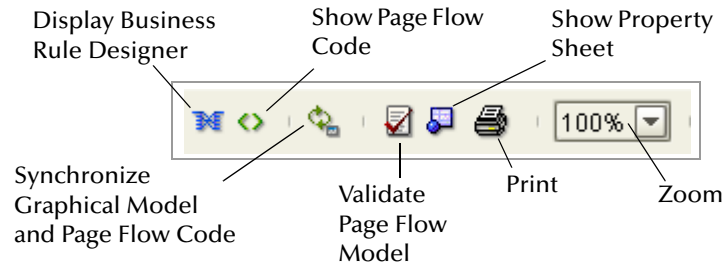 Display Business
Rule Designer
Show Page Flow
Code
Show Property
Sheet
100%
Synchronize
Graphical Model
and Page Flow Code
Validate
Page Flow
Model
Print
Zoom